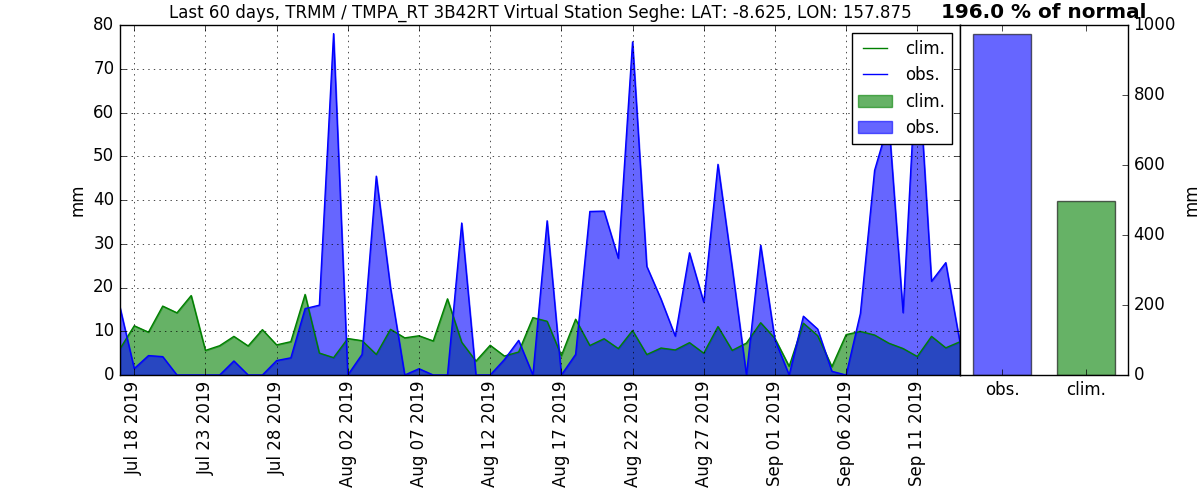 Last 60 days, TRMM / TMPA_RT 3B42RT Virtual Station Seghe: LAT: -8.625, LON: 157.875
196.0 % of normal
80
70
60
50
40
30
20
10
0
mm
clim.
obs.
clim.
obs.
1000
800
600
400
200
0
mm
Jul 18 2019
Jul 23 2019
Jul 28 2019
Aug 02 2019
Aug 07 2019
Aug 12 2019
Aug 17 2019
Aug 22 2019
Aug 27 2019
Sep 01 2019
Sep 06 2019
Sep 11 2019
obs.
clim.